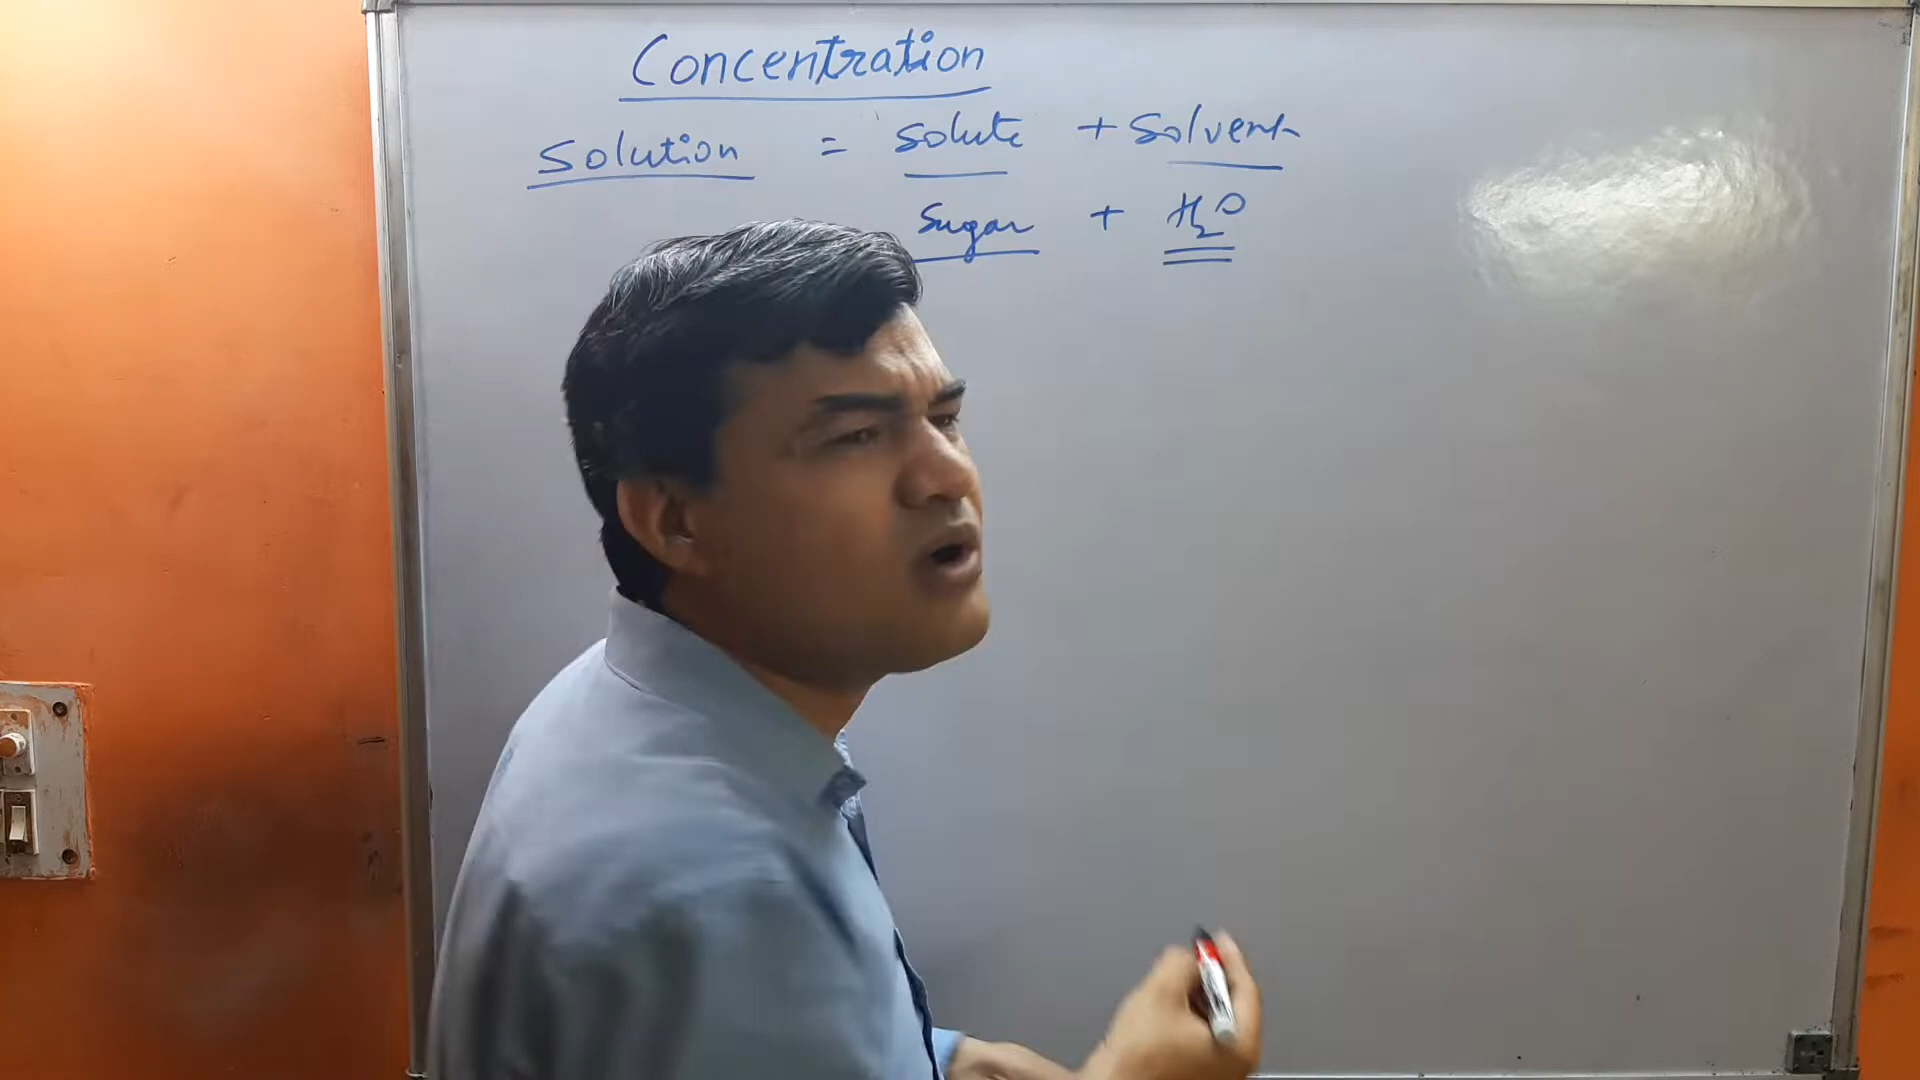 Concentration
Solution = Solute + Solvent
Sugar + H₂O